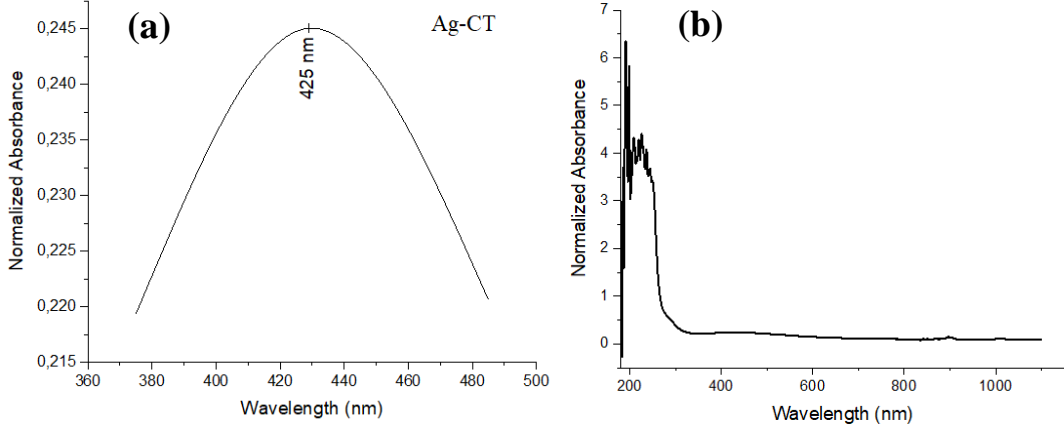 (a)
Ag-CT
425 nm
Normalized Absorbance
0,245
0,240
0,235
0,230
0,225
0,220
0,215
360 380 400 420 440 460 480 500
Wavelength (nm)
(b)
Normalized Absorbance
7
6
5
4
3
2
1
0
200 400 600 800 1000
Wavelength (nm)